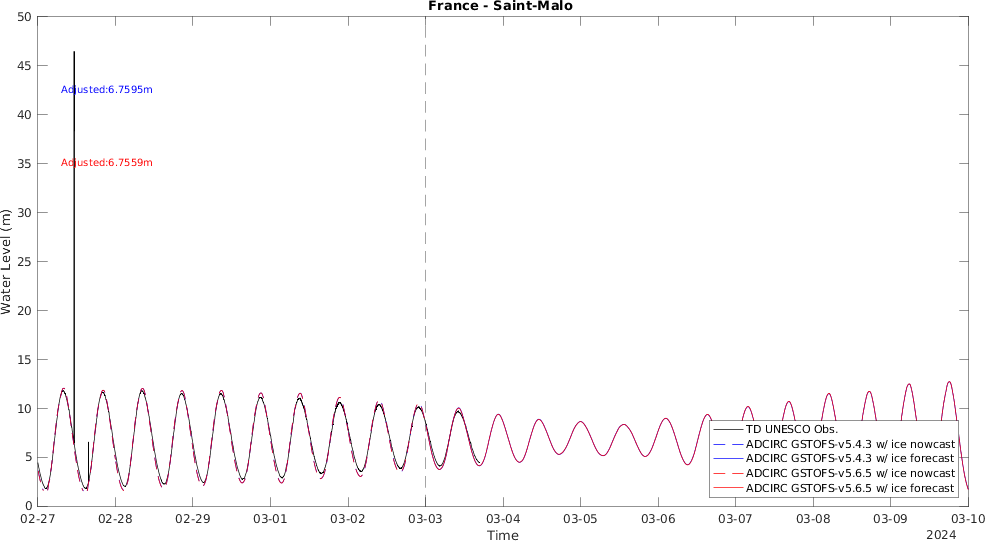 France - Saint-Malo
50
45
40
35
30
25
20
15
10
5
0
Water Level (m)
Adjusted:6.7595m
Adjusted:6.7559m
TD UNESCO Obs.
ADCIRC GSTOFS-v5.4.3 w/ ice nowcast
ADCIRC GSTOFS-v5.4.3 w/ ice forecast
ADCIRC GSTOFS-v5.6.5 w/ ice nowcast
ADCIRC GSTOFS-v5.6.5 w/ ice forecast
02-27 02-28 02-29 03-01 03-02 03-03 03-04 03-05 03-06 03-07 03-08 03-09 03-10
Time
2024